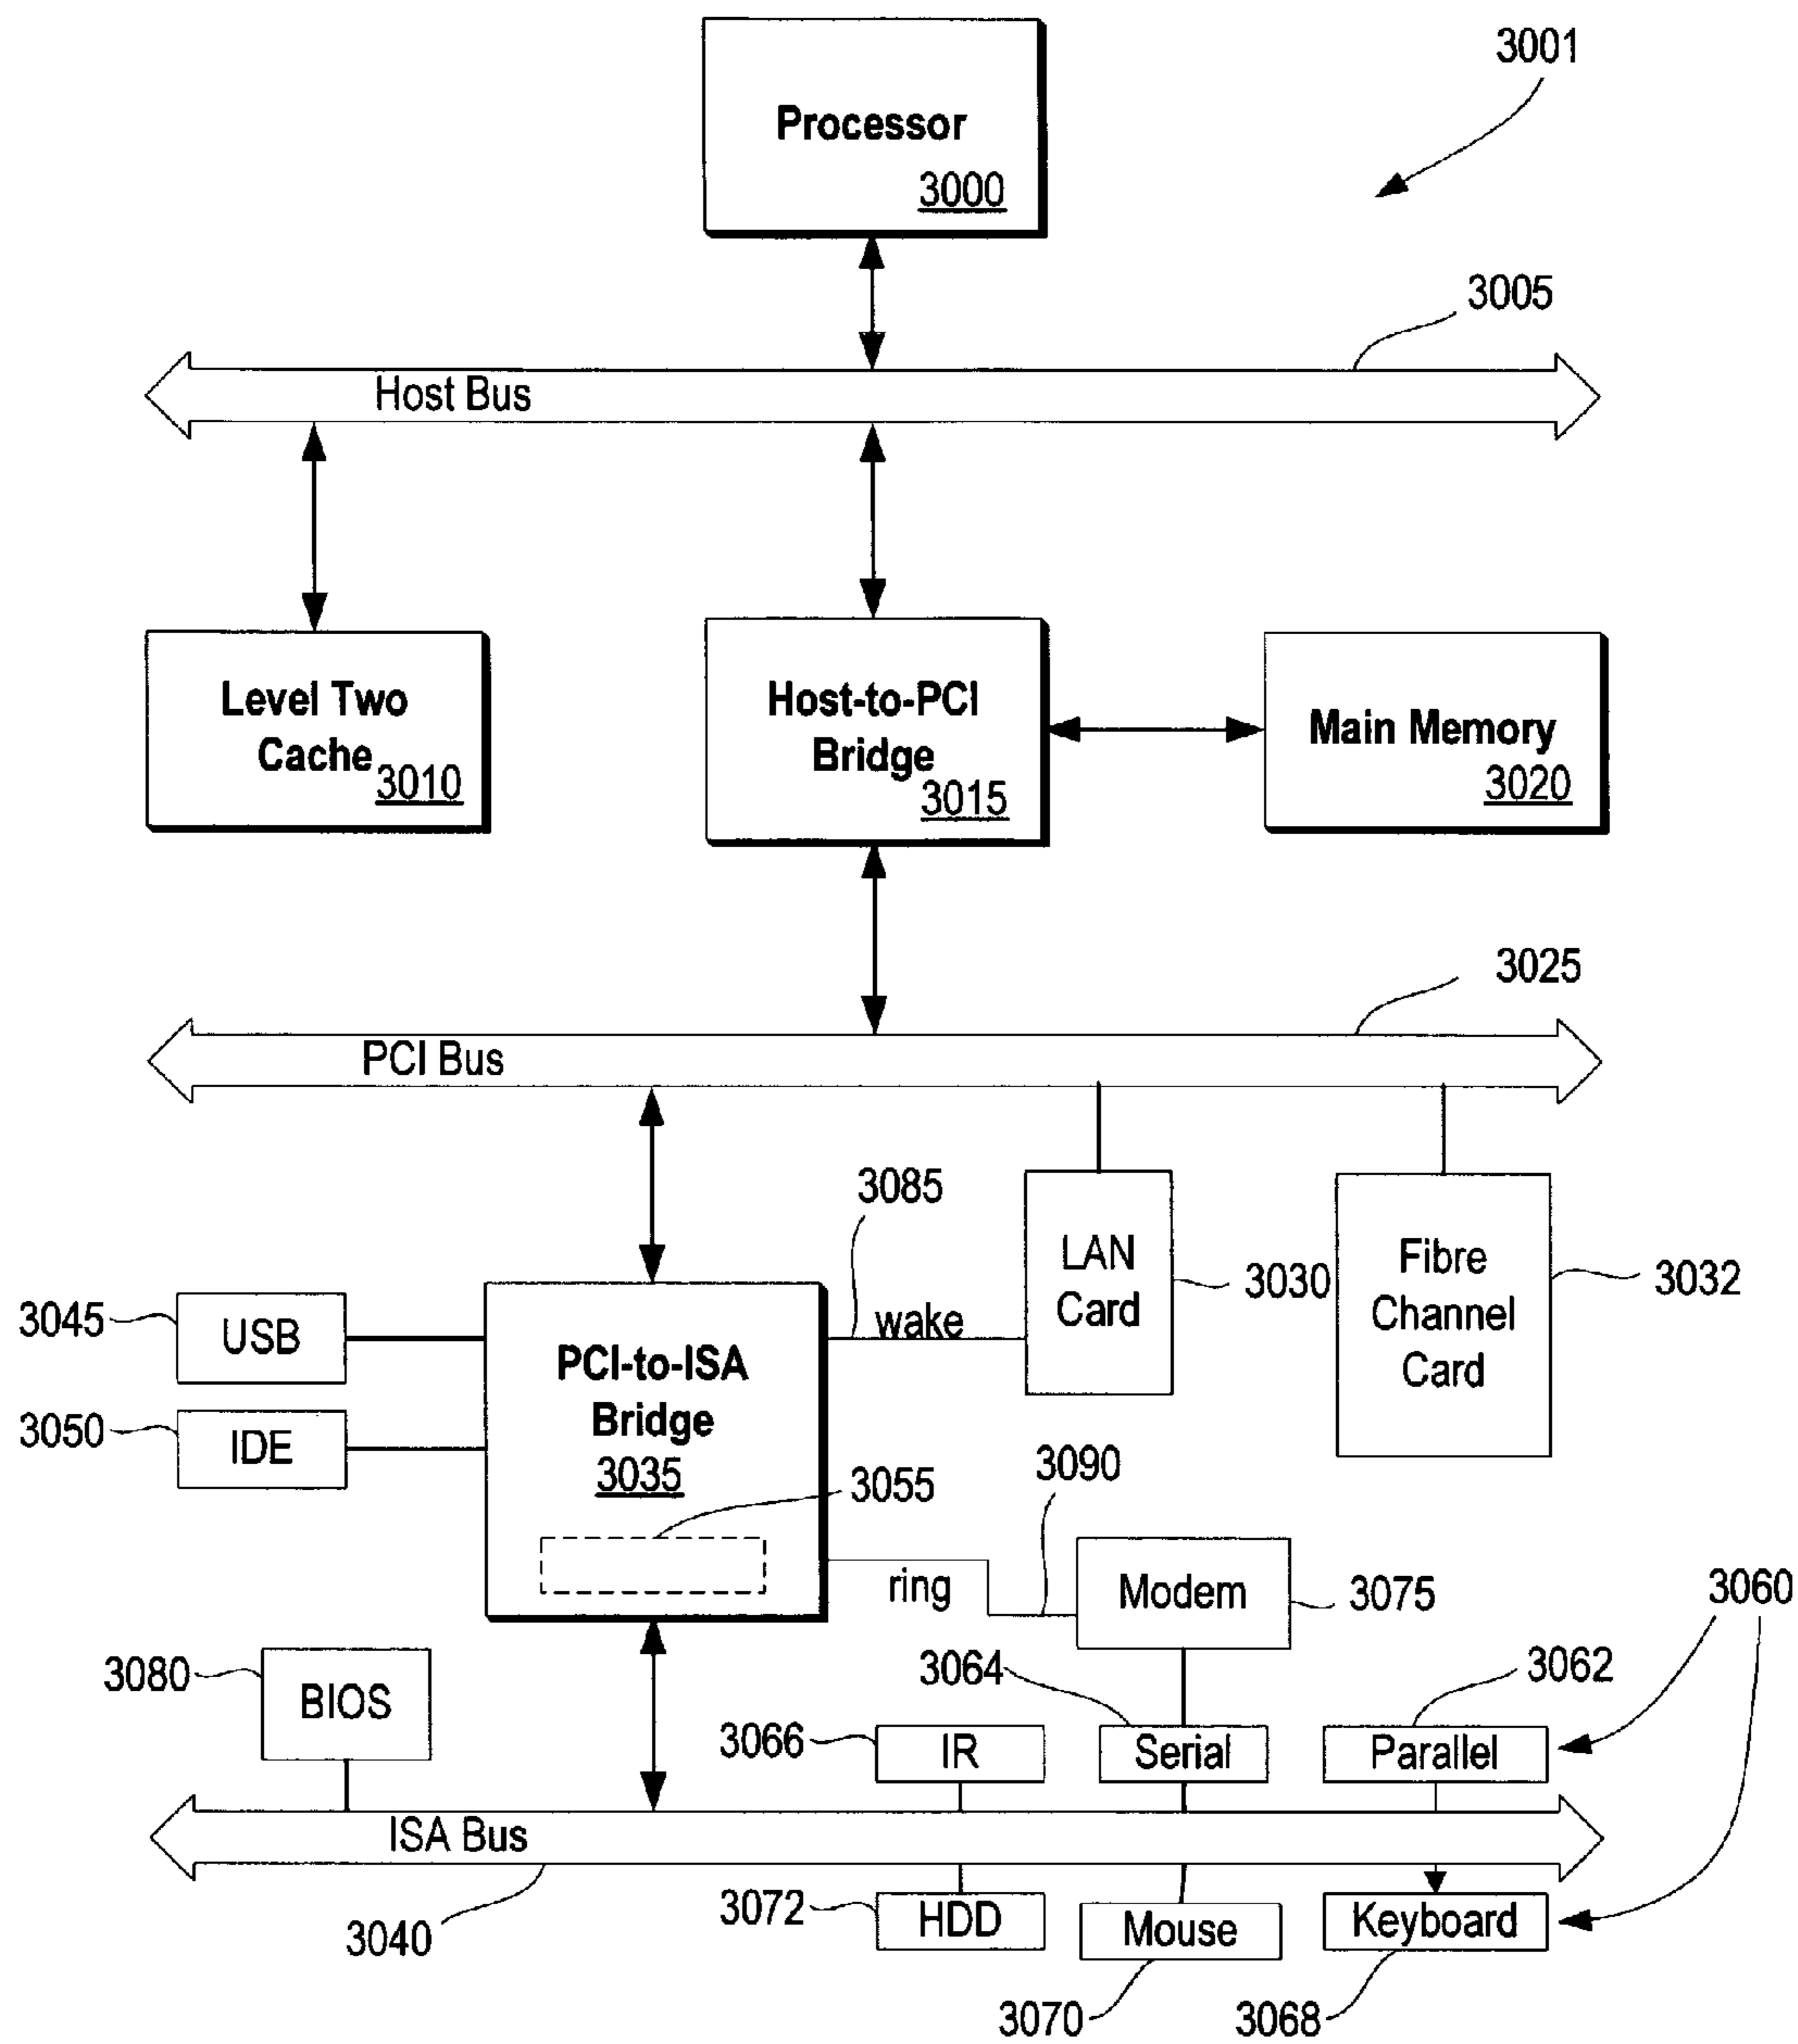 3001
Processor
3000
3005
Host Bus
Level Two
Cache
3010
Host-to-PCI
Bridge
3015
Main Memory
3020
3025
PCI Bus
3085
LAN
Card
3030
Fibre
Channel
Card
3032
wake
3045
USB
3050
IDE
PCI-to-ISA
Bridge
3035
3055
3090
ring
Modem
3075
3060
3080
BIOS
3064
3062
3066
IR
Serial
Parallel
ISA Bus
3040
3072
HDD
Mouse
Keyboard
3070
3068